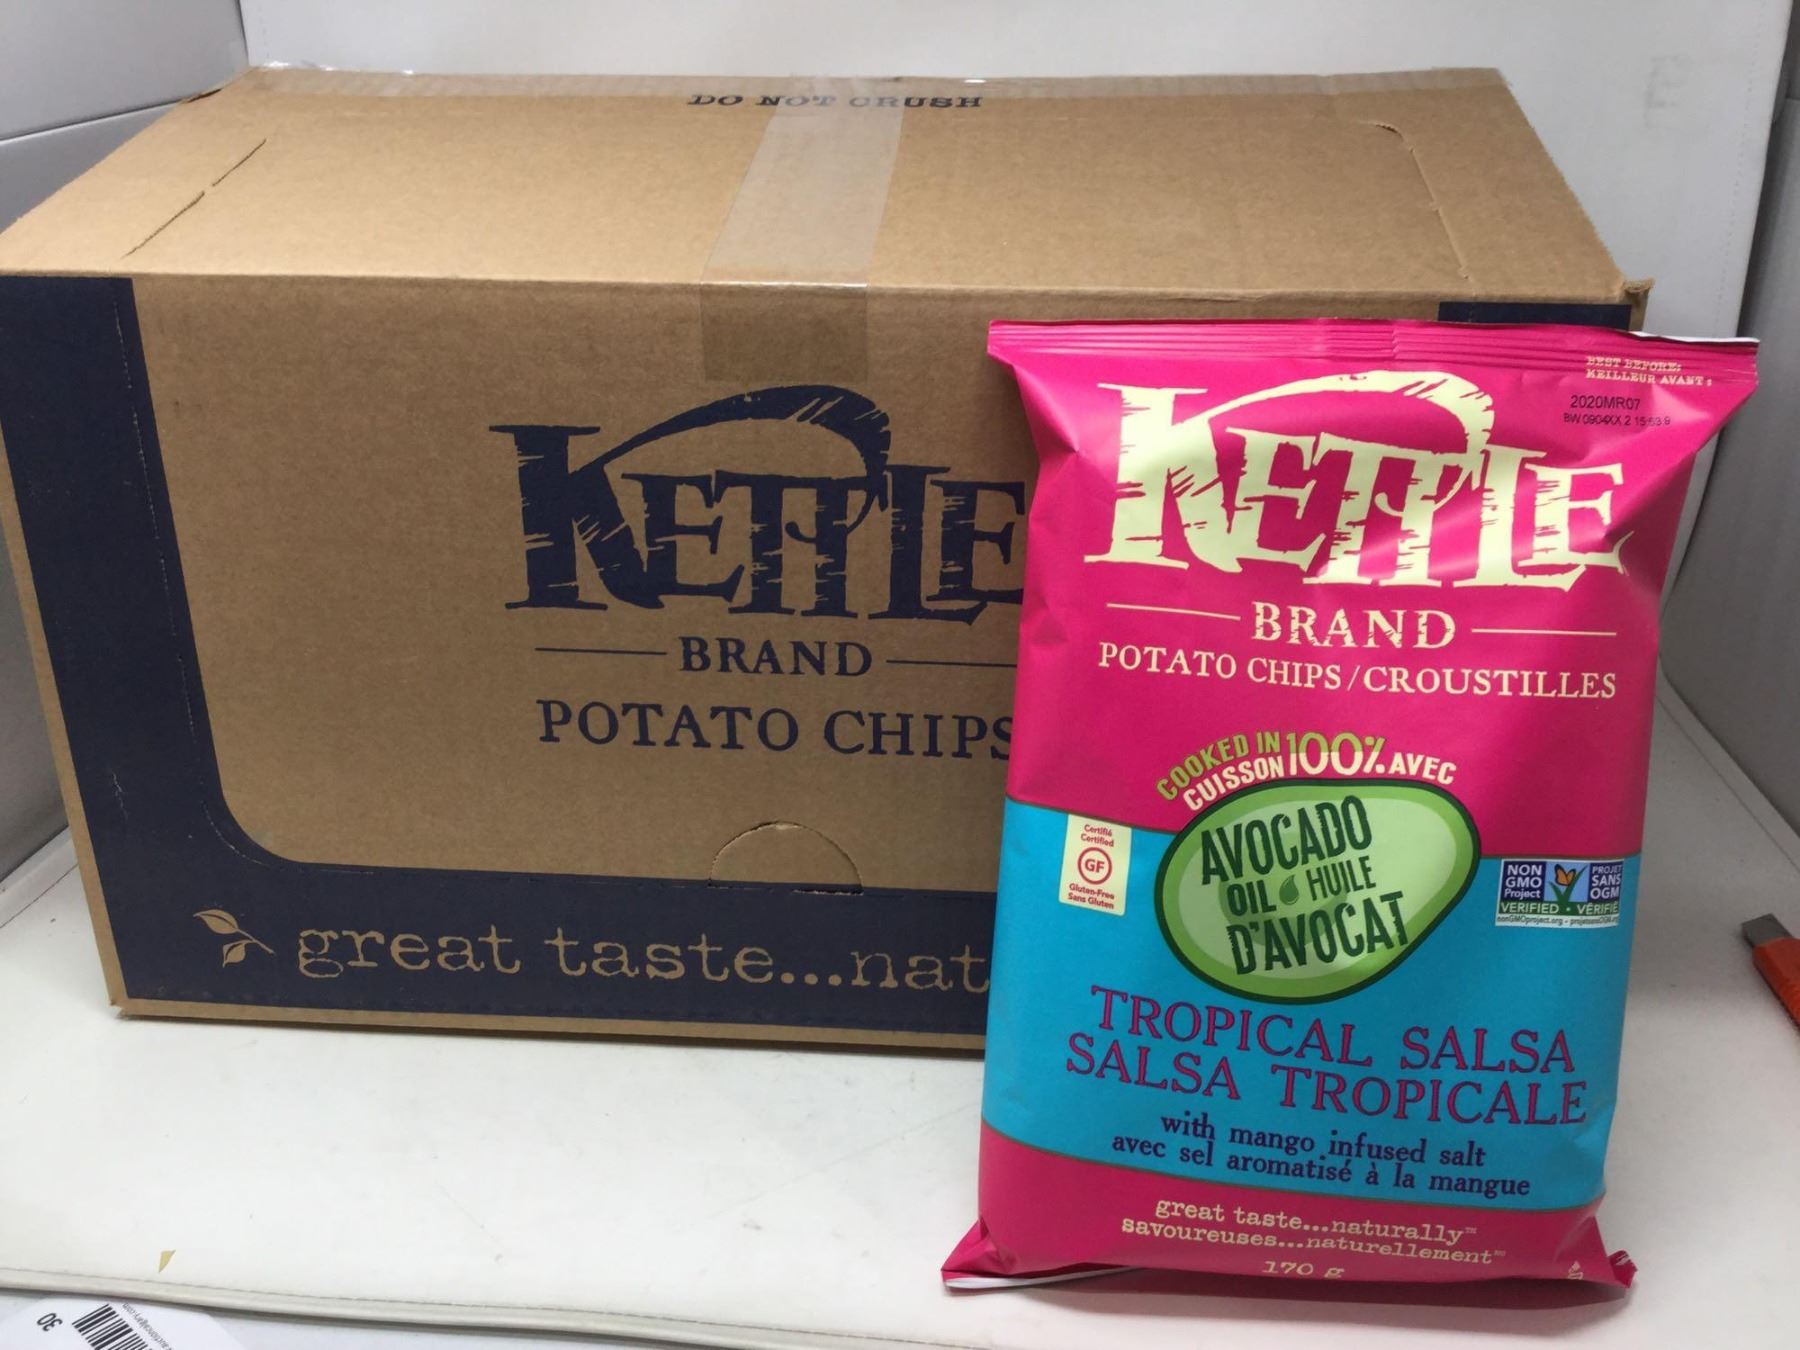 DO NOT CRUSH
KETTLE
BRAND
POTATO CHIPS
great taste...nat
BEST BEFORE:
MEILLEUR AVANT:
2020MR07
KETTLE
BRAND
POTATO CHIPS/CROUSTILLES
COOKED IN 100% AVEC
CUISSON
AVOCADO
OIL HUILE
D'AVOCAT
Certifié
Certified
GF
Gluten-Free
Sans Gluten
NON GMO Project
PROJET SANS OGM
VERIFIED • VÉRIFIÉ
TROPICAL SALSA
SALSA TROPICALE
with mango infused salt
avec sel aromatisé à la mangue
great taste...naturally™
savoureuses...naturellement™
170 g
30